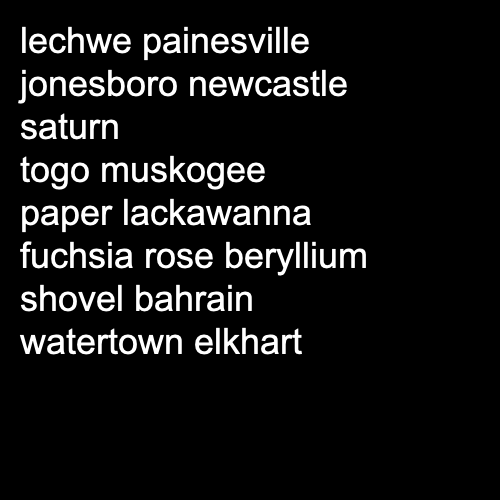 lechwe painesville
jonesboro newcastle
saturn
togo muskogee
paper lackawanna
fuchsia rose beryllium
shovel bahrain
watertown elkhart